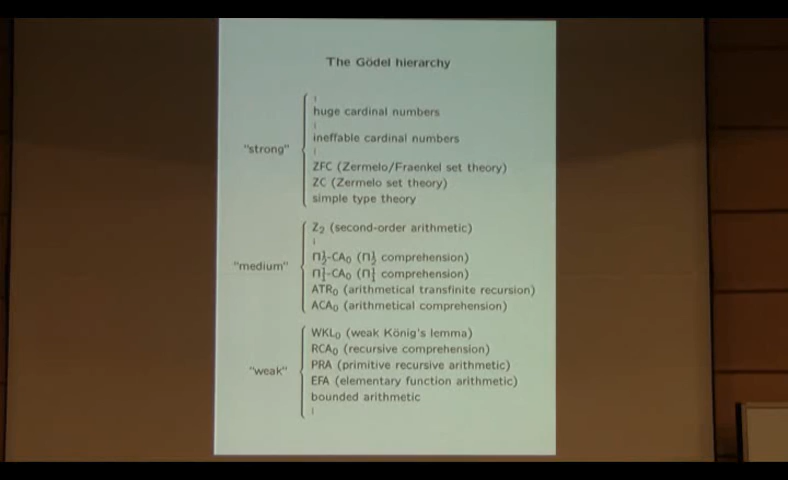 The Gödel hierarchy
⋮
huge cardinal numbers
⋮
ineffable cardinal numbers
"strong"
⋮
ZFC (Zermelo/Fraenkel set theory)
ZC (Zermelo set theory)
simple type theory
Z₂ (second-order arithmetic)
⋮
"medium"
Π¹₂-CA₀ (Π¹₂ comprehension)
Π¹₁-CA₀ (Π¹₁ comprehension)
ATR₀ (arithmetical transfinite recursion)
ACA₀ (arithmetical comprehension)
WKL₀ (weak König's lemma)
RCA₀ (recursive comprehension)
"weak"
PRA (primitive recursive arithmetic)
EFA (elementary function arithmetic)
bounded arithmetic
⋮